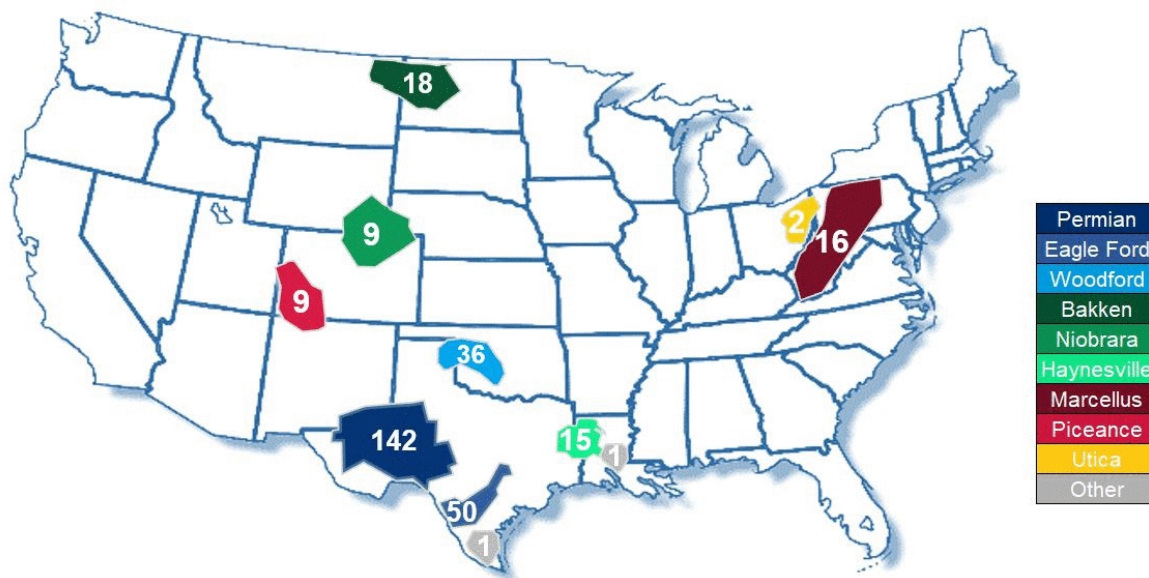 18
9
9
2
16
36
142
15
1
50
1
Permian
Eagle Ford
Woodford
Bakken
Niobrara
Haynesville
Marcellus
Piceance
Utica
Other